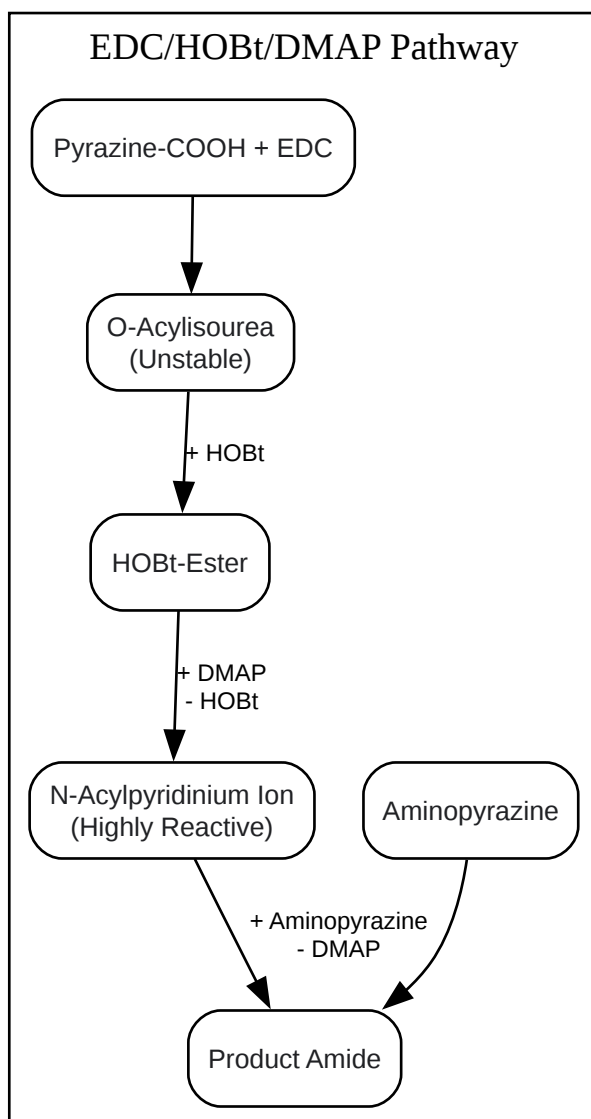 EDC/HOBt/DMAP Pathway
Pyrazine-COOH + EDC
O-Acylisourea
(Unstable)
+ HOBt
HOBt-Ester
+ DMAP
- HOBt
N-Acylpyridinium Ion
(Highly Reactive)
Aminopyrazine
+ Aminopyrazine
- DMAP
Product Amide